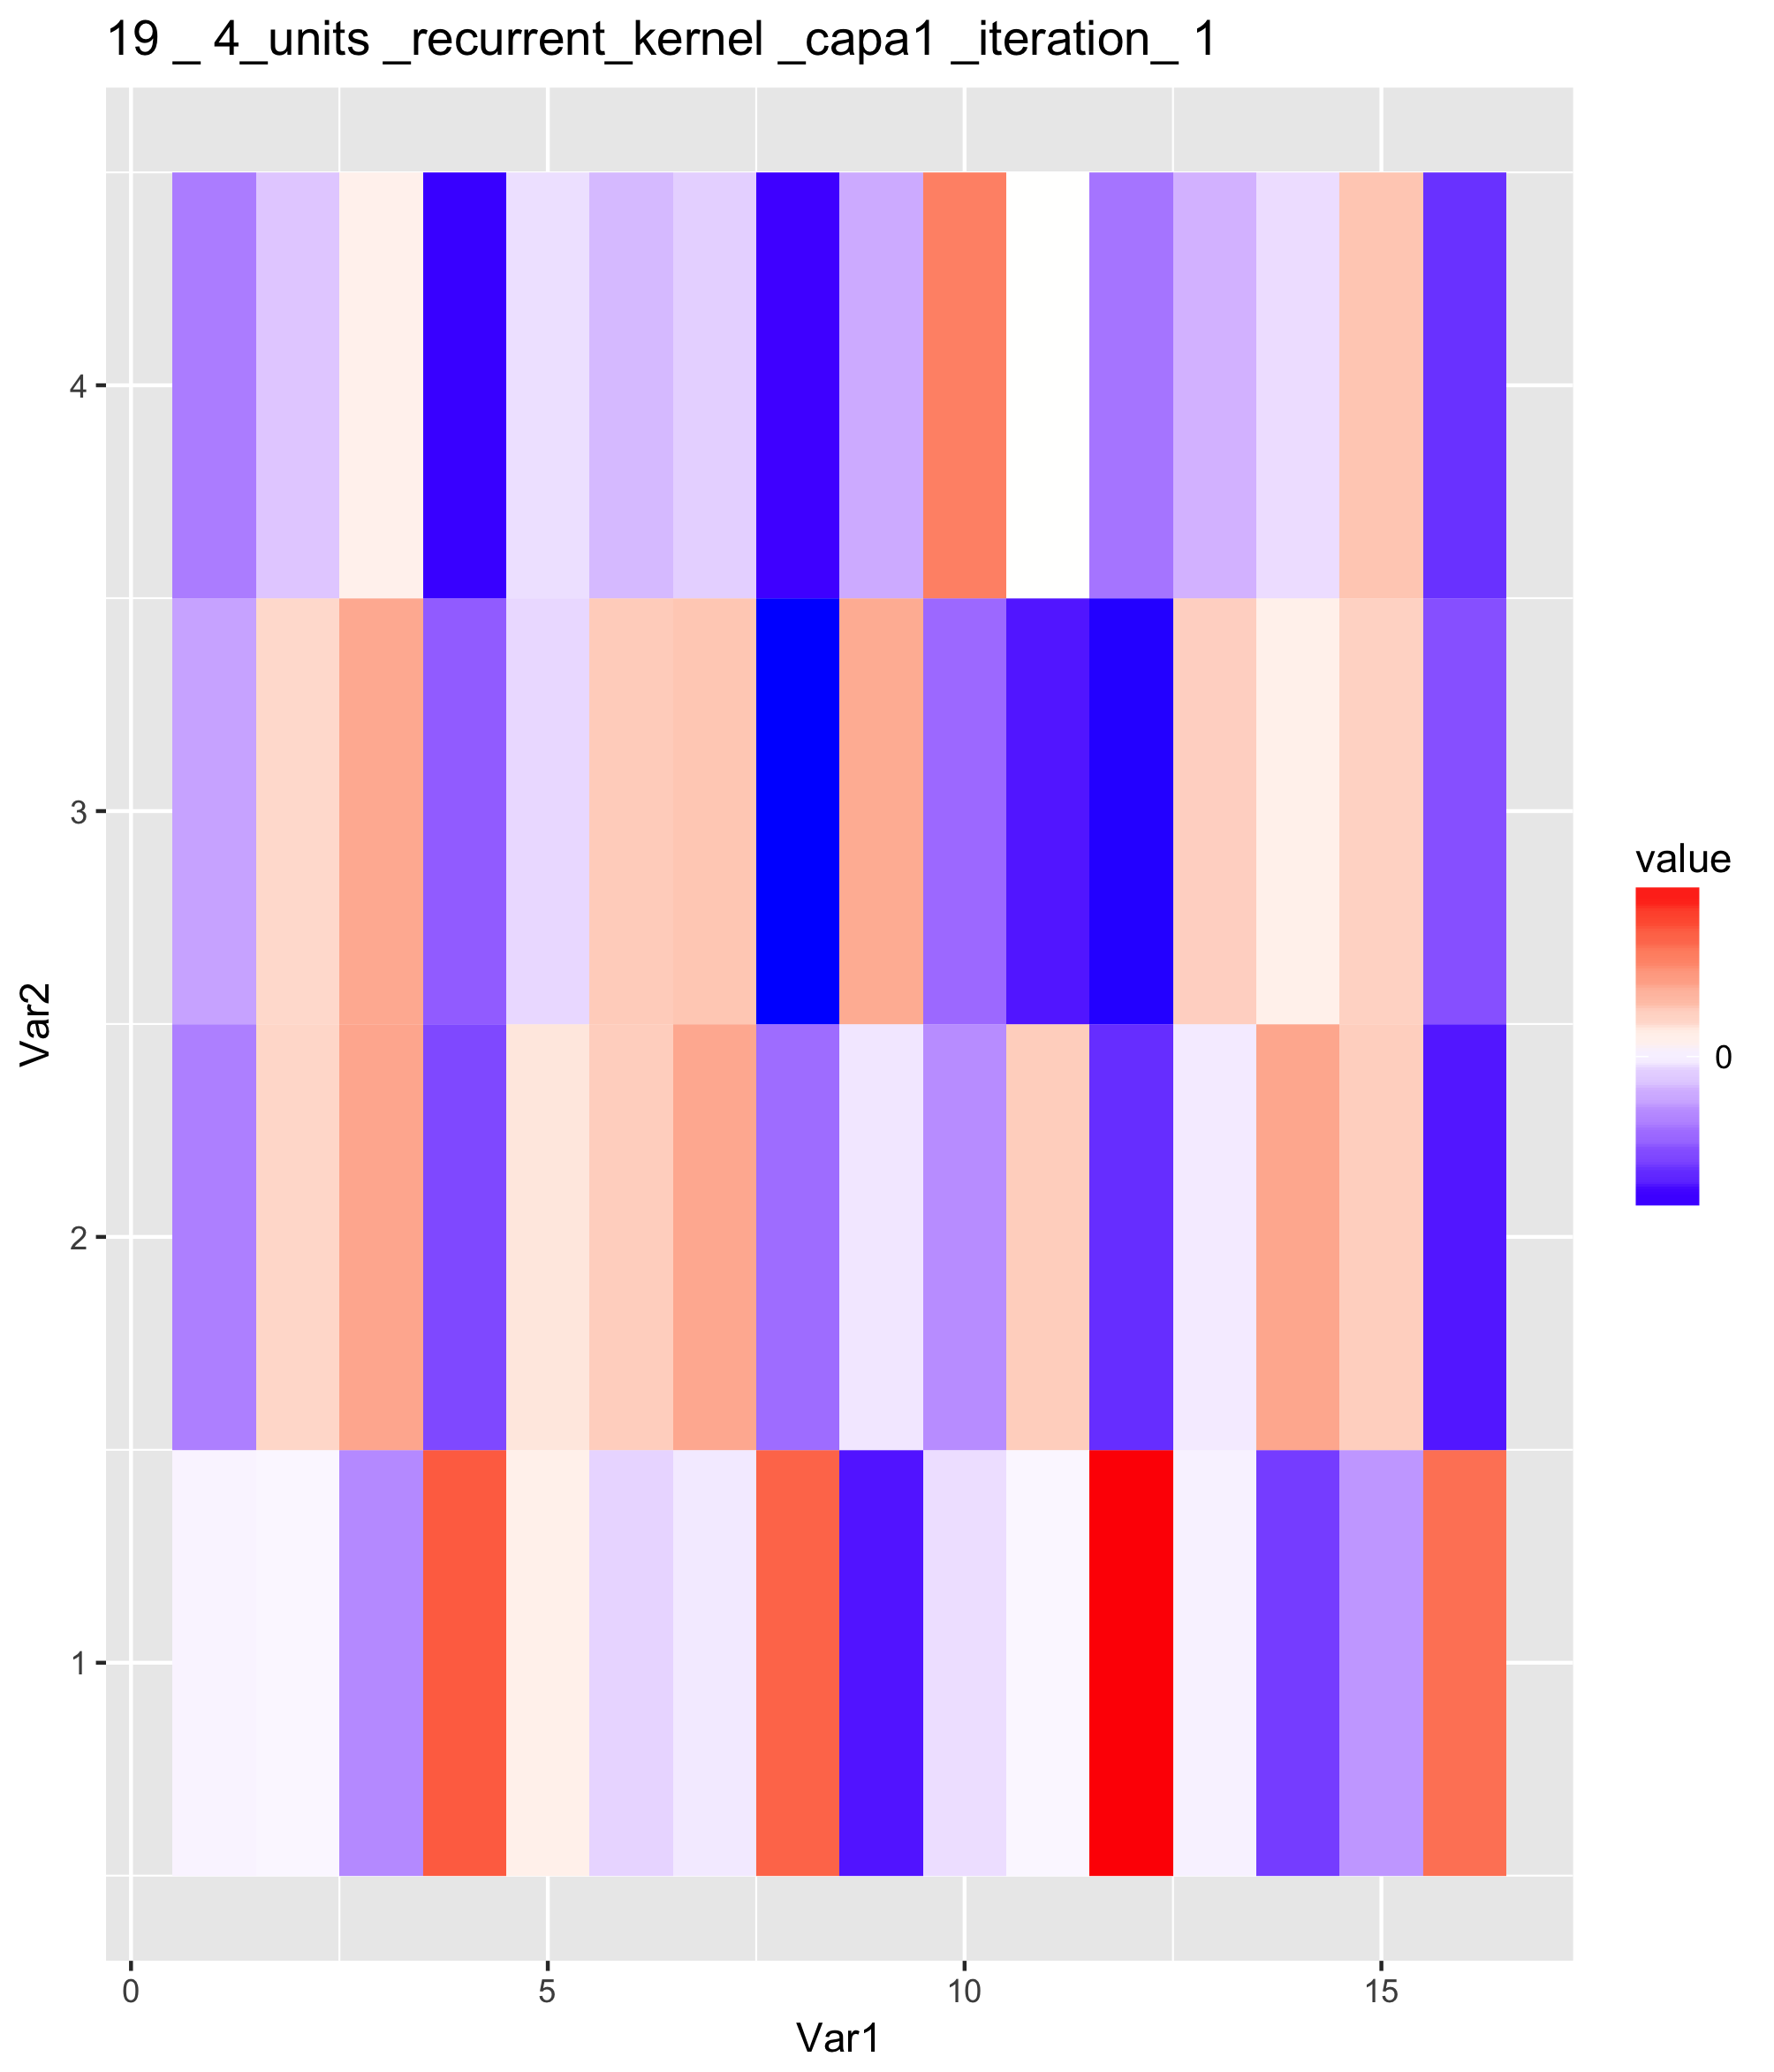 19 _ 4_units _recurrent_kernel _capa1 _iteration_ 1
4
3
2
1
Var2
0
5
10
15
Var1
value
0